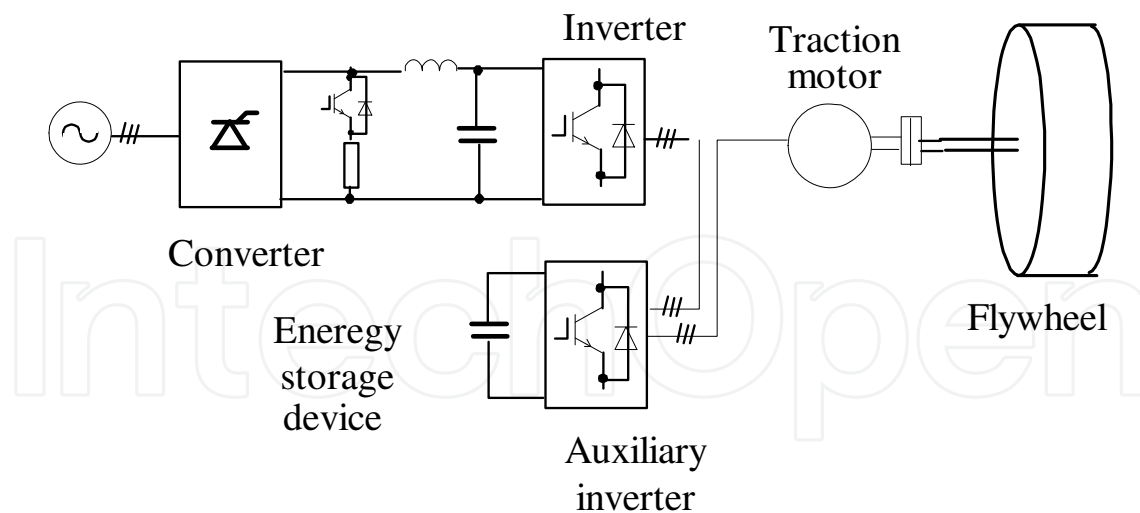 Inverter
Traction
motor
Converter
Flywheel
Eneregy
storage
device
Auxiliary
inverter
IntechOpen